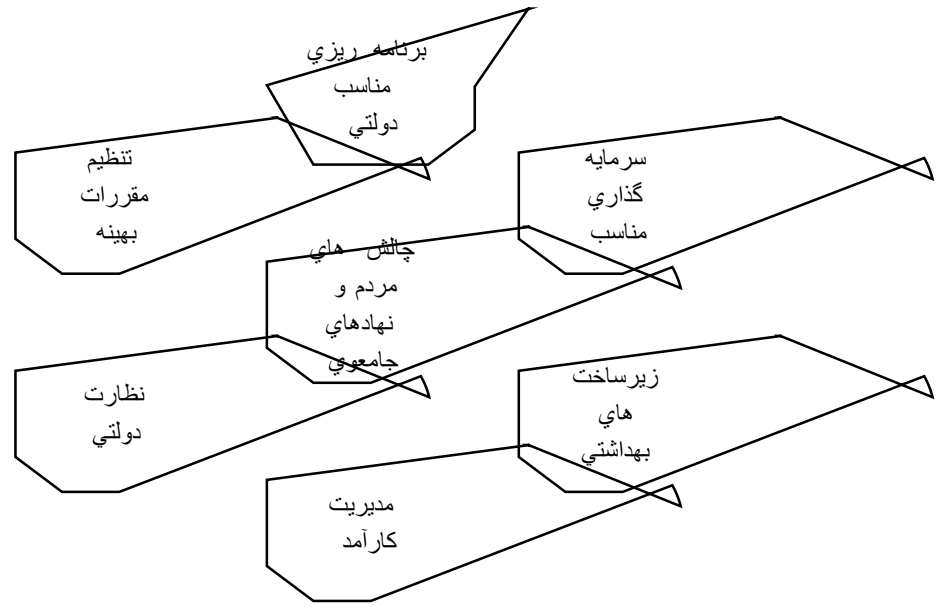 برنامه ريزي
مناسب
دولتي
سرمايه
گذاري
مناسب
تنظيم
مقررات
بهينه
چالش هاي
مردم و
نهادهاي
جامعوي
زيرساخت
هاي
بهداشتي
نظارت
دولتي
مديريت
كارآمد